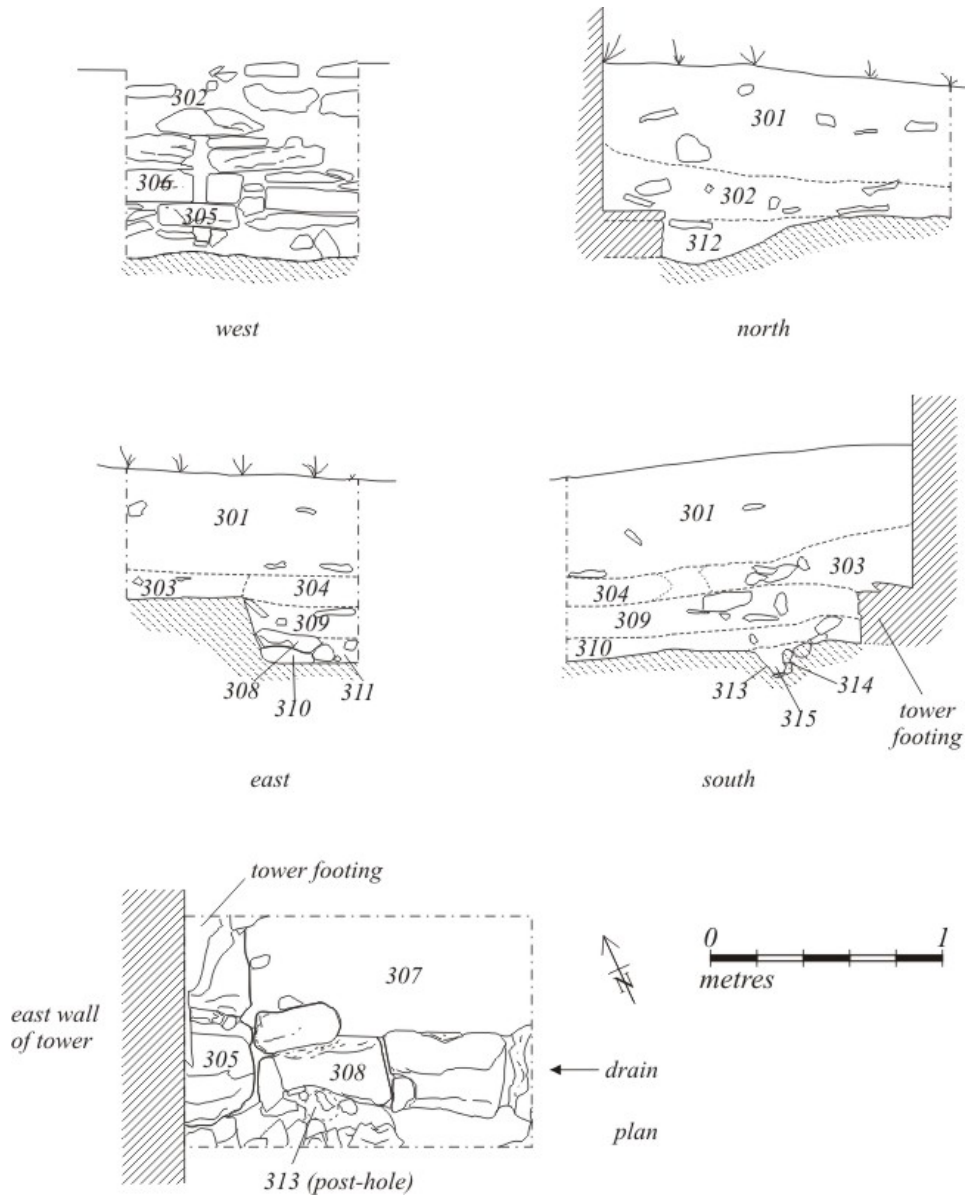 302
306
305
west
301
302
312
north
301
303
304
309
308
310
311
east
301
303
304
309
310
313
314
315
tower
footing
south
tower footing
307
east wall
of tower
305
308
drain
plan
313 (post-hole)
N
0 1
metres